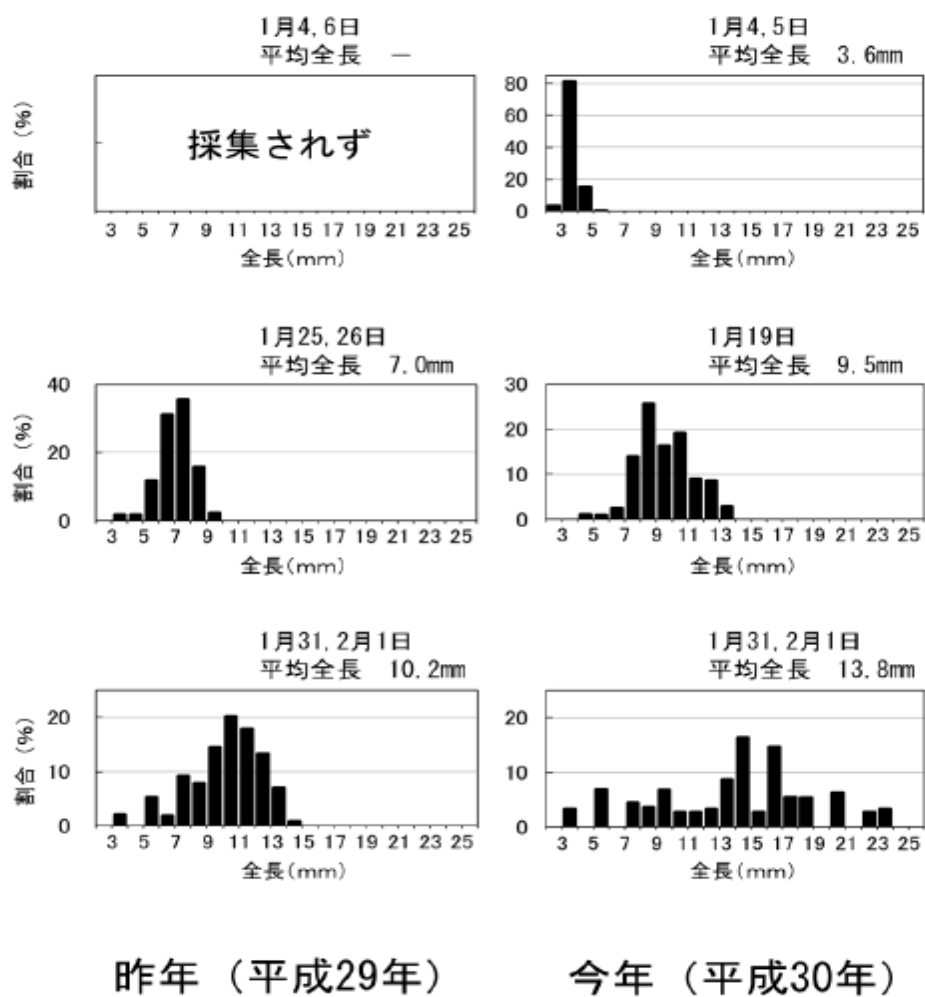 1月4,6日
平均全長 －
割合（%）
採集されず
3 5 7 9 11 13 15 17 19 21 23 25
全長(mm)
1月4,5日
平均全長 3.6mm
80
60
40
20
0
3 5 7 9 11 13 15 17 19 21 23 25
全長(mm)
1月25,26日
平均全長 7.0mm
割合（%）
40
20
0
3 5 7 9 11 13 15 17 19 21 23 25
全長(mm)
1月19日
平均全長 9.5mm
30
20
10
0
3 5 7 9 11 13 15 17 19 21 23 25
全長(mm)
1月31,2月1日
平均全長 10.2mm
割合（%）
20
10
0
3 5 7 9 11 13 15 17 19 21 23 25
全長(mm)
1月31,2月1日
平均全長 13.8mm
20
10
0
3 5 7 9 11 13 15 17 19 21 23 25
全長(mm)
昨年（平成29年）
今年（平成30年）